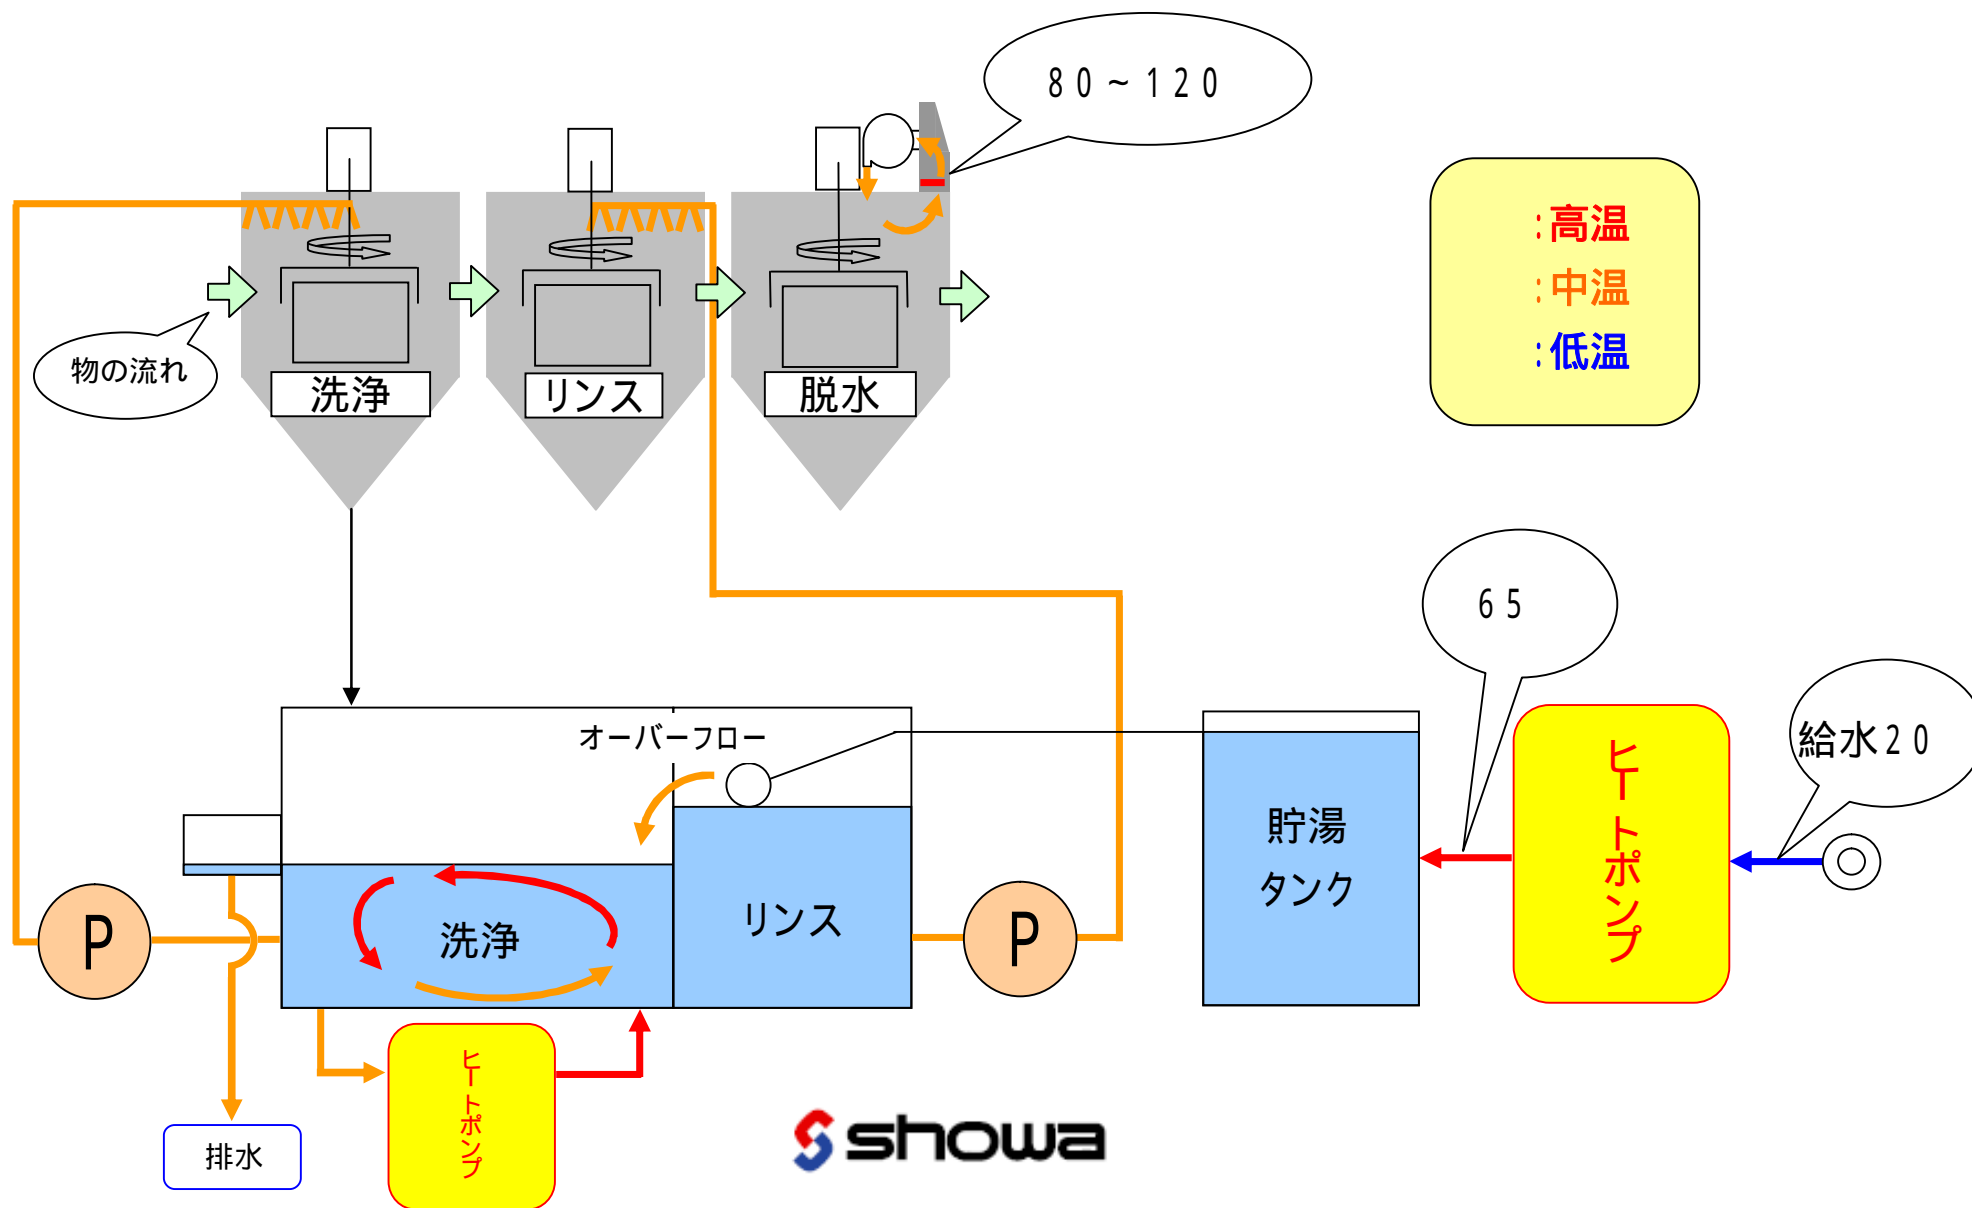 ８０～１２０
:高温
:中温
:低温
物の流れ
洗浄
リンス
脱水
６５
給水２０
オーバーフロー
貯湯
タンク
ヒートポンプ
P
洗浄
リンス
P
ヒートポンプ
排水
showa